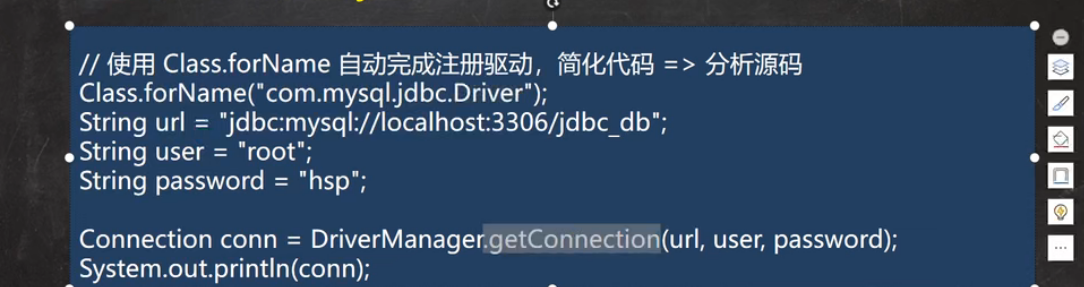 // 使用 Class.forName 自动完成注册驱动，简化代码 => 分析源码
Class.forName("com.mysql.jdbc.Driver");
String url = "jdbc:mysql://localhost:3306/jdbc_db";
String user = "root";
String password = "hsp";
Connection conn = DriverManager.getConnection(url, user, password);
System.out.println(conn);